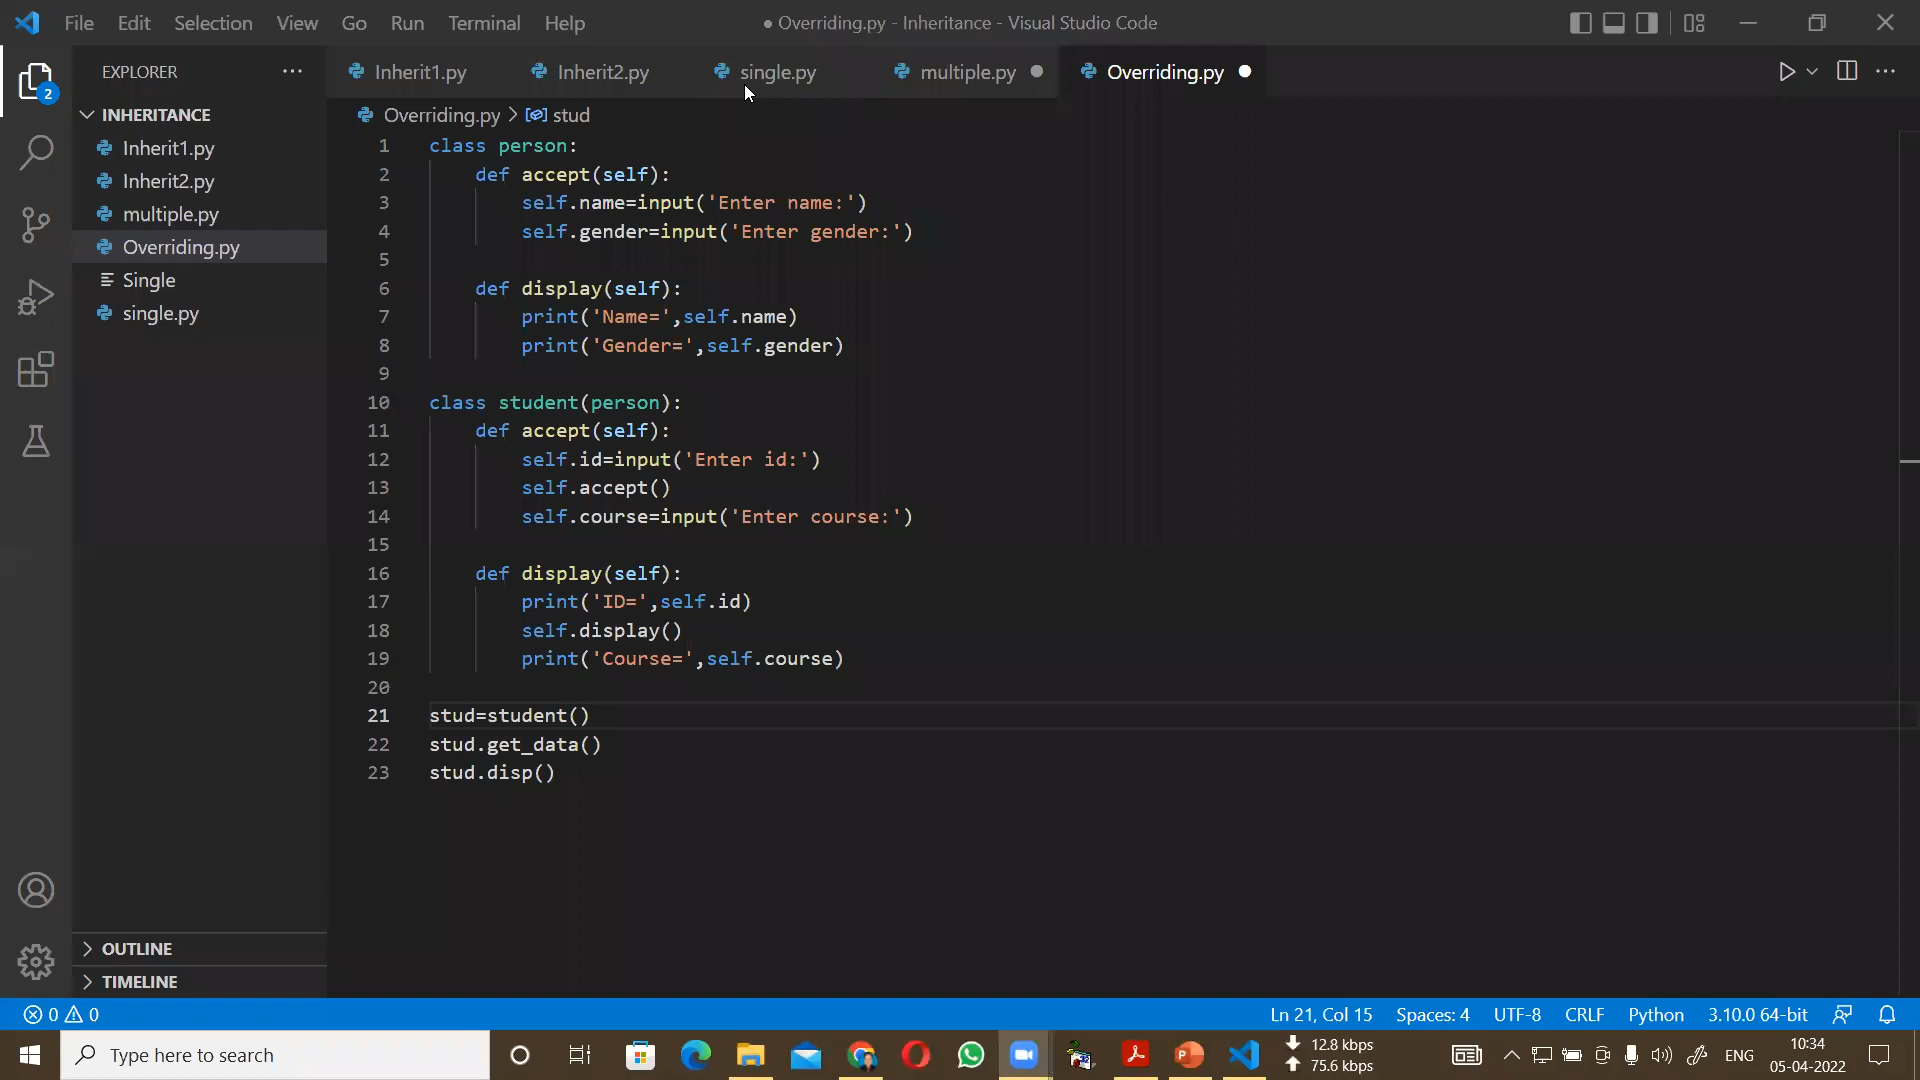 File Edit Selection View Go Run Terminal Help
● Overriding.py - Inheritance - Visual Studio Code
EXPLORER
Inherit1.py Inherit2.py single.py multiple.py Overriding.py
2
INHERITANCE
Inherit1.py
Inherit2.py
multiple.py
Overriding.py
Single
single.py
OUTLINE
TIMELINE
Overriding.py > stud
1 class person:
2 def accept(self):
3 self.name=input('Enter name:')
4 self.gender=input('Enter gender:')
5
6 def display(self):
7 print('Name=',self.name)
8 print('Gender=',self.gender)
9
10 class student(person):
11 def accept(self):
12 self.id=input('Enter id:')
13 self.accept()
14 self.course=input('Enter course:')
15
16 def display(self):
17 print('ID=',self.id)
18 self.display()
19 print('Course=',self.course)
20
21 stud=student()
22 stud.get_data()
23 stud.disp()
0 0
Ln 21, Col 15 Spaces: 4 UTF-8 CRLF Python 3.10.0 64-bit
Type here to search
12.8 kbps
75.6 kbps
ENG
10:34
05-04-2022